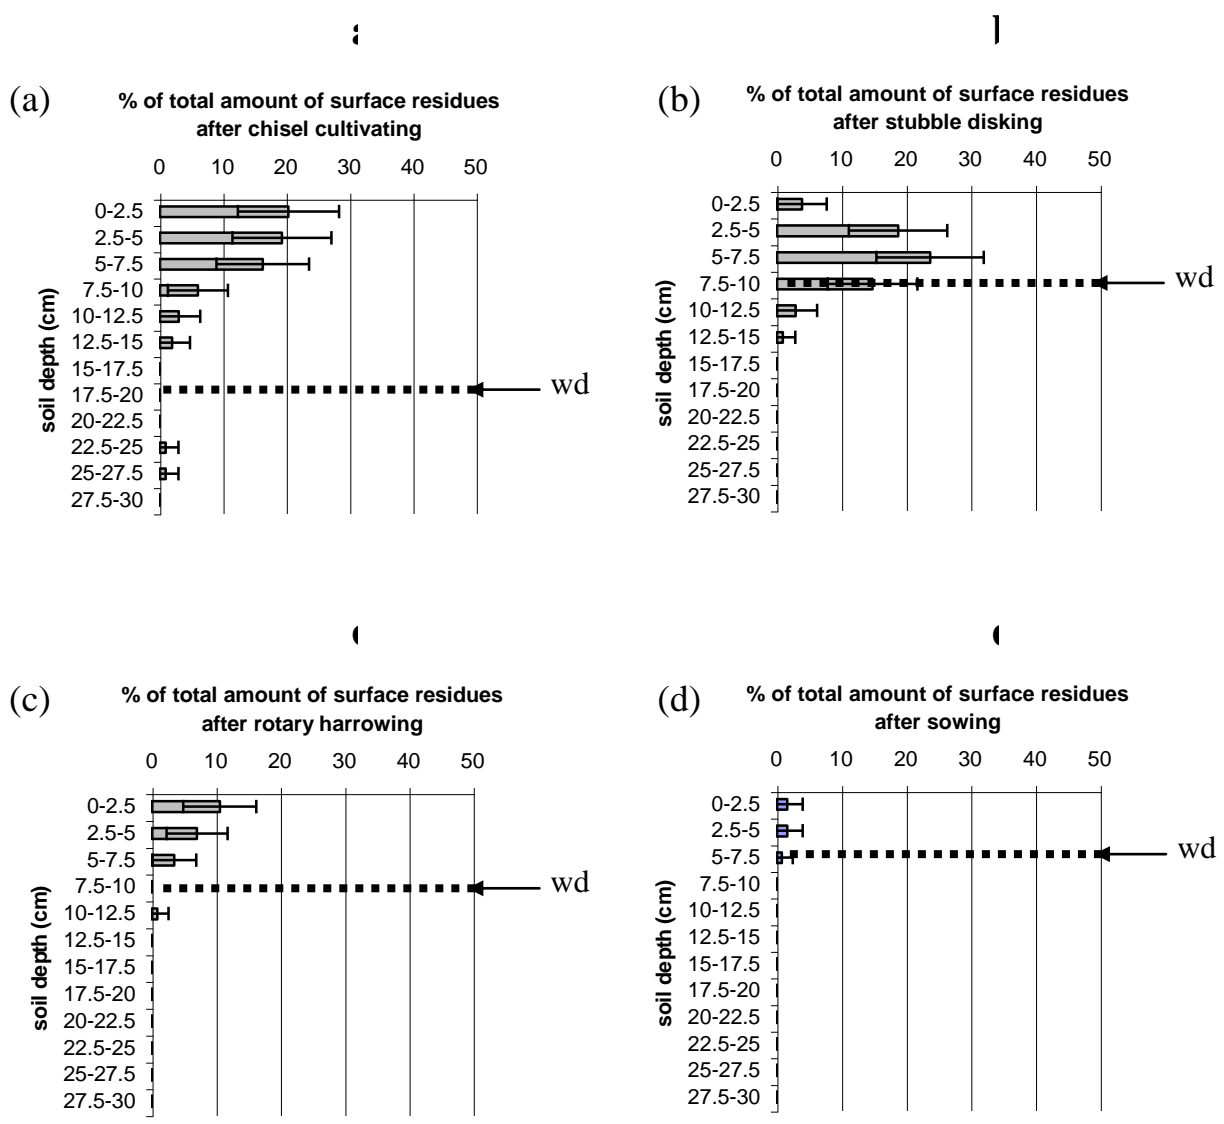 (a)
% of total amount of surface residues
after chisel cultivating
0 10 20 30 40 50
0-2.5
2.5-5
5-7.5
7.5-10
10-12.5
12.5-15
15-17.5
17.5-20
20-22.5
22.5-25
25-27.5
27.5-30
soil depth (cm)
wd
(b)
% of total amount of surface residues
after stubble disking
0 10 20 30 40 50
0-2.5
2.5-5
5-7.5
7.5-10
10-12.5
12.5-15
15-17.5
17.5-20
20-22.5
22.5-25
25-27.5
27.5-30
soil depth (cm)
wd
(c)
% of total amount of surface residues
after rotary harrowing
0 10 20 30 40 50
0-2.5
2.5-5
5-7.5
7.5-10
10-12.5
12.5-15
15-17.5
17.5-20
20-22.5
22.5-25
25-27.5
27.5-30
soil depth (cm)
wd
(d)
% of total amount of surface residues
after sowing
0 10 20 30 40 50
0-2.5
2.5-5
5-7.5
7.5-10
10-12.5
12.5-15
15-17.5
17.5-20
20-22.5
22.5-25
25-27.5
27.5-30
soil depth (cm)
wd